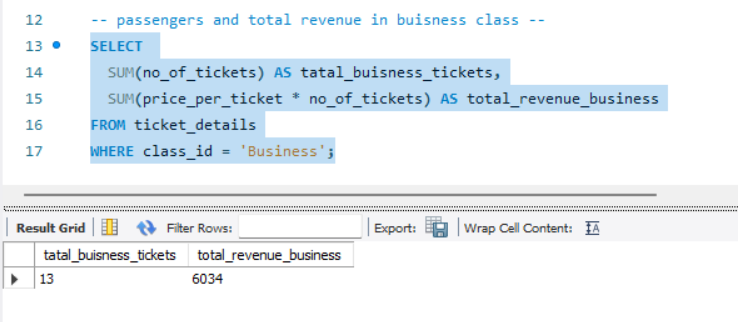 12 -- passengers and total revenue in buisness class --
13 SELECT
14 SUM(no_of_tickets) AS tatal_buisness_tickets,
15 SUM(price_per_ticket * no_of_tickets) AS total_revenue_business
16 FROM ticket_details
17 WHERE class_id = 'Business';
Result Grid Filter Rows: Export: Wrap Cell Content: IA
tatal_buisness_tickets total_revenue_business
13 6034